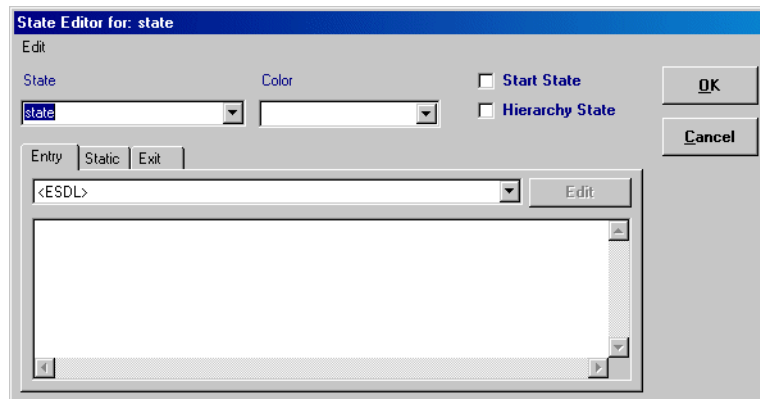 State Editor for: state
Edit
State Color Start State OK
state Hierarchy State
Cancel
Entry Static Exit
<ESDL> Edit